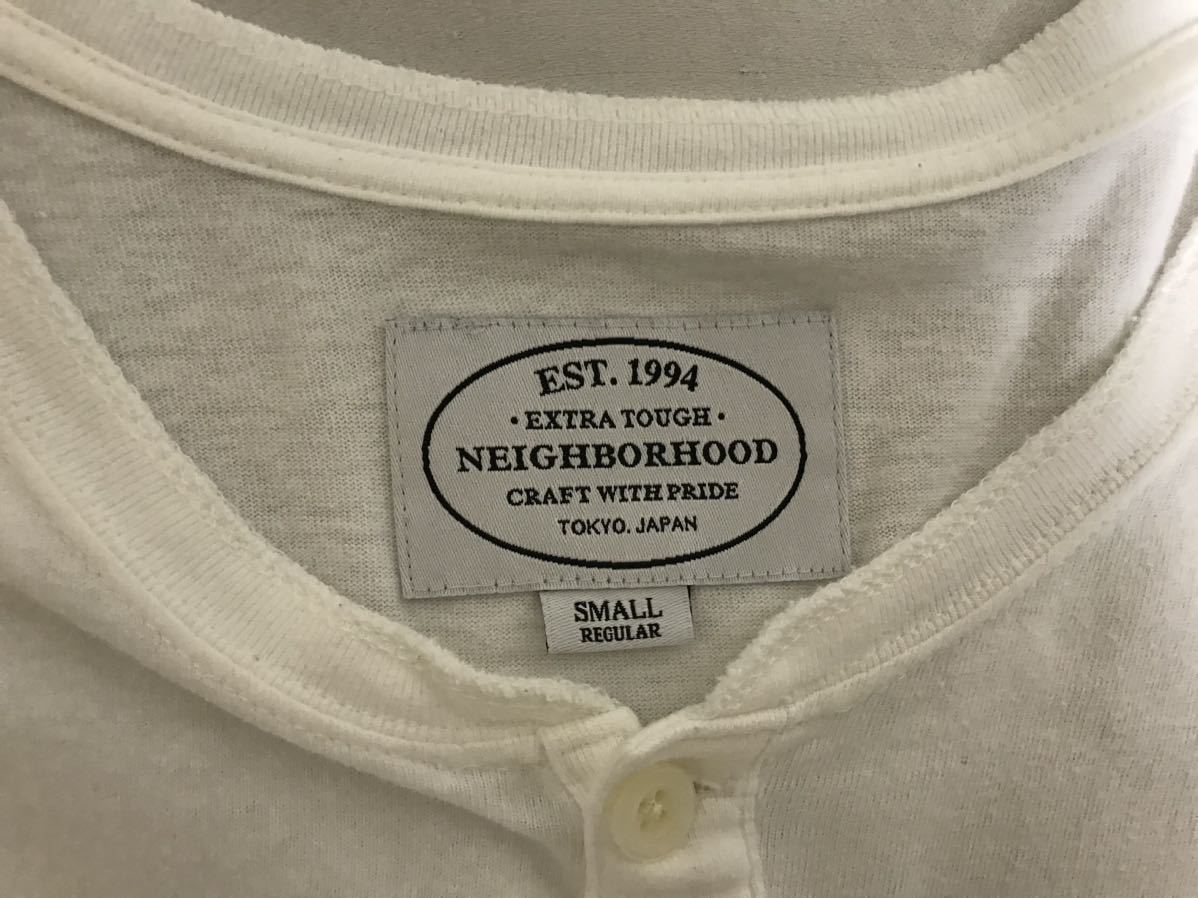 EST. 1994
· EXTRA TOUGH ·
NEIGHBORHOOD
CRAFT WITH PRIDE
TOKYO. JAPAN
SMALL
REGULAR